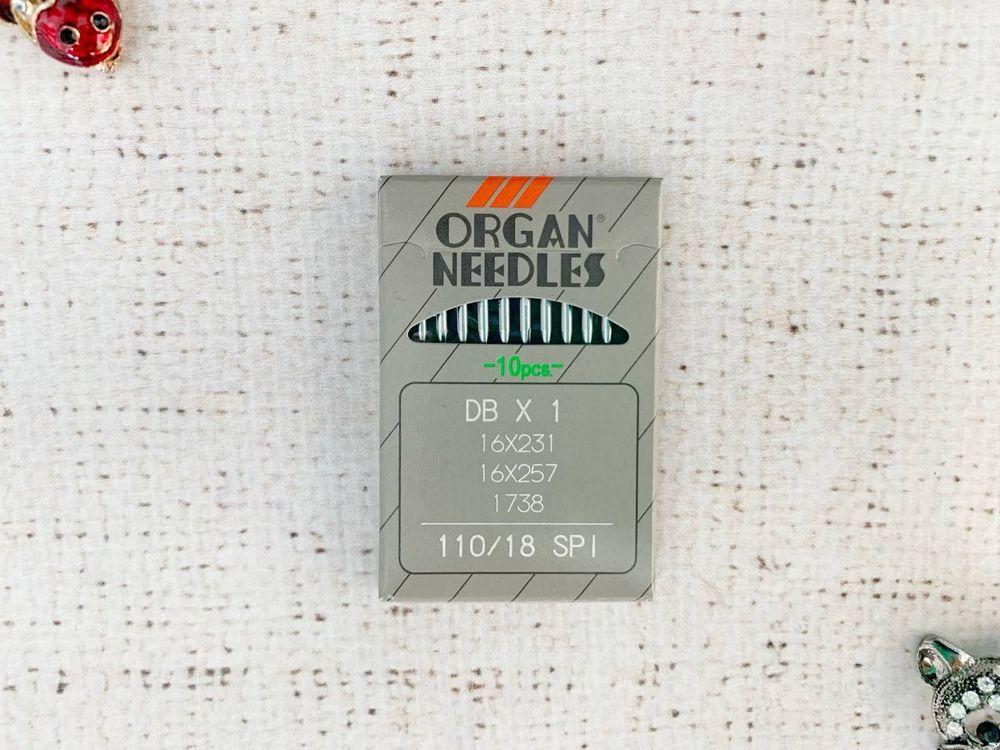 ORGAN®
NEEDLES
-10pcs.-
DB X 1
16X231
16X257
1738
110/18 SPI